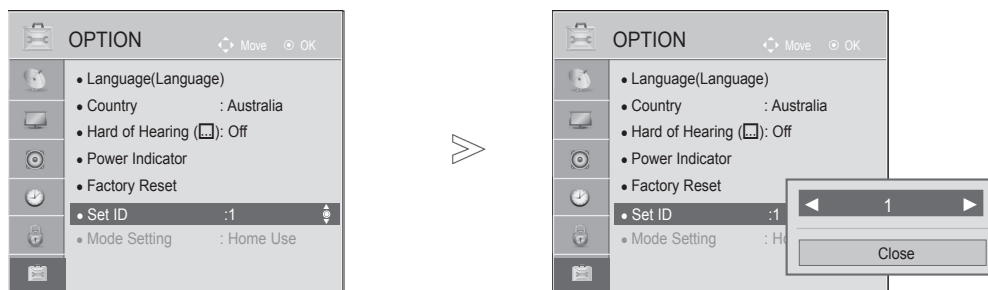 OPTION Move OK
• Language(Language)
• Country : Australia
• Hard of Hearing (...): Off
• Power Indicator
• Factory Reset
• Set ID :1
• Mode Setting : Home Use
OPTION Move OK
• Language(Language)
• Country : Australia
• Hard of Hearing (...): Off
• Power Indicator
• Factory Reset
• Set ID :1
• Mode Setting : Ho
◄ 1 ►
Close